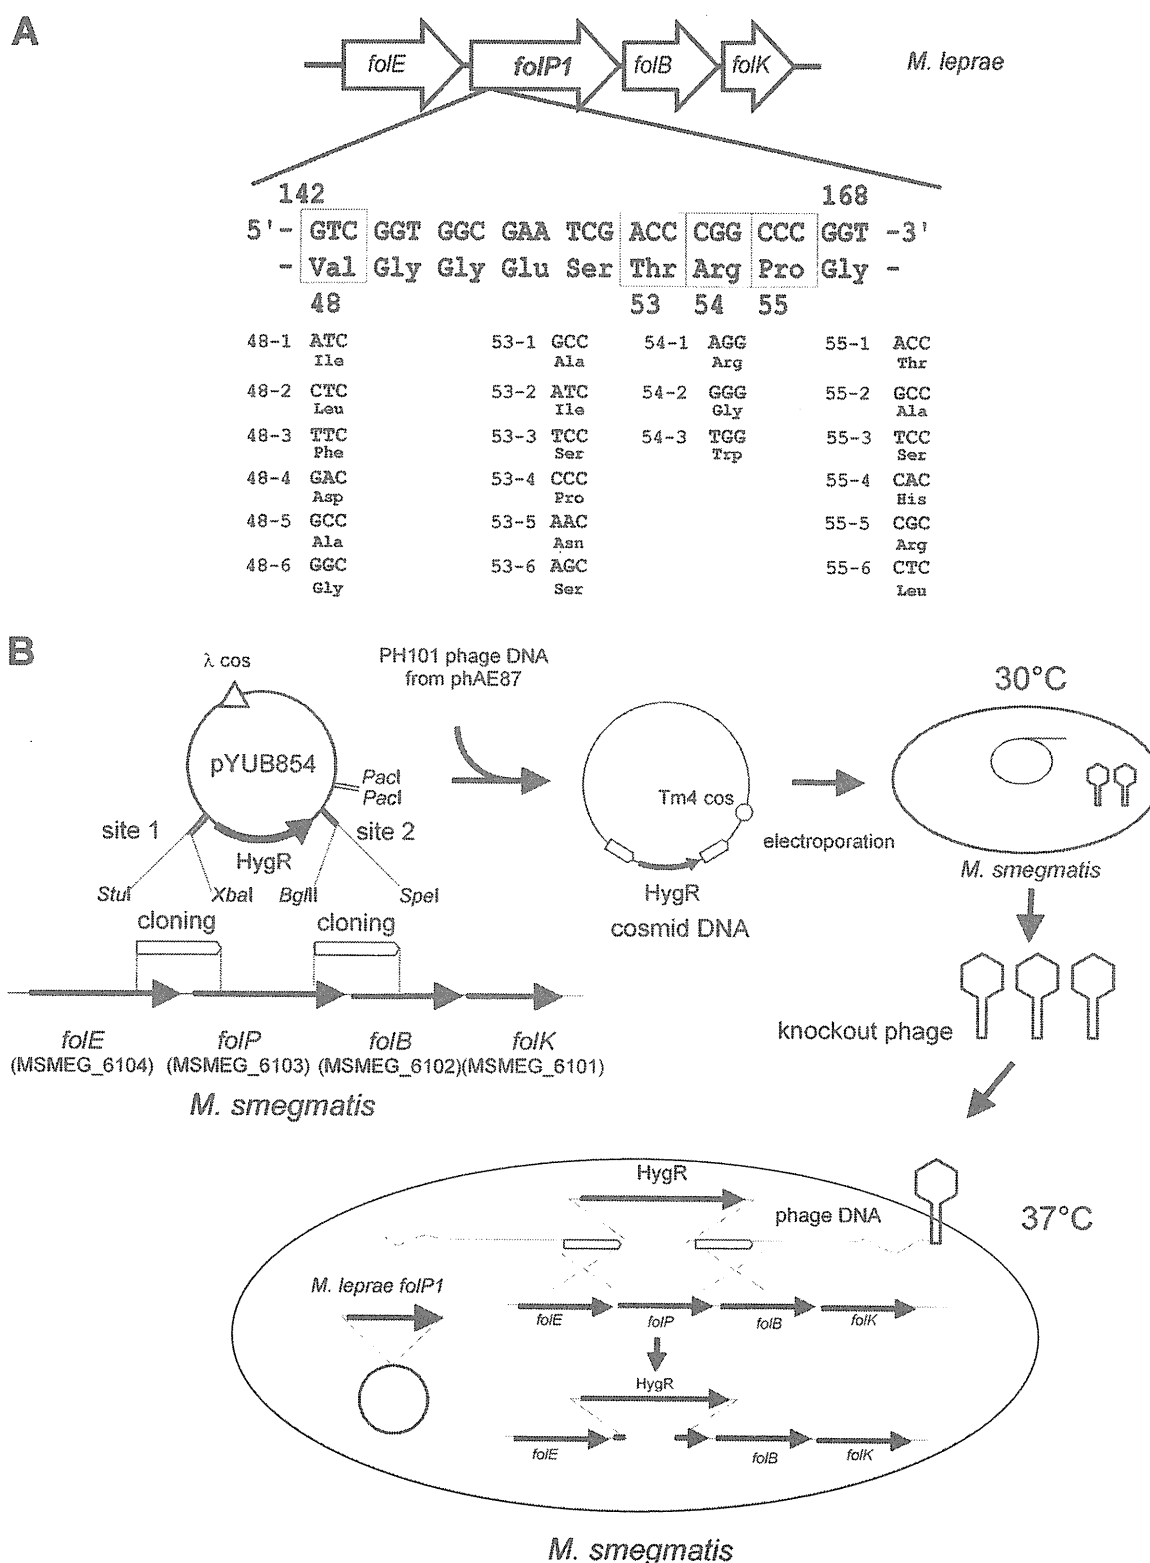 A
folE folP1 folB folK M. leprae
142 168
5'- GTC GGT GGC GAA TCG ACC CGG CCC GGT -3'
- Val Gly Gly Glu Ser Thr Arg Pro Gly -
48 53 54 55
48-1 ATC 53-1 GCC 54-1 AGG 55-1 ACC
Ile Ala Arg Thr
48-2 CTC 53-2 ATC 54-2 GGG 55-2 GCC
Leu Ile Gly Ala
48-3 TTC 53-3 TCC 54-3 TGG 55-3 TCC
Phe Ser Trp Ser
48-4 GAC 53-4 CCC 55-4 CAC
Asp Pro His
48-5 GCC 53-5 AAC 55-5 CGC
Ala Asn Arg
48-6 GGC 53-6 AGC 55-6 CTC
Gly Ser Leu
B
λ cos
PH101 phage DNA
from phAE87
30°C
pYUB854
PacI
PacI
site 1 site 2
HygR
StuI XbaI BglII SpeI
Tm4 cos
HygR
cosmid DNA
electroporation
M. smegmatis
cloning cloning
knockout phage
folE folP folB folK
(MSMEG_6104) (MSMEG_6103) (MSMEG_6102)(MSMEG_6101)
M. smegmatis
HygR
phage DNA
37°C
M. leprae folP1
folE folP folB folK
HygR
folE folB folK
M. smegmatis